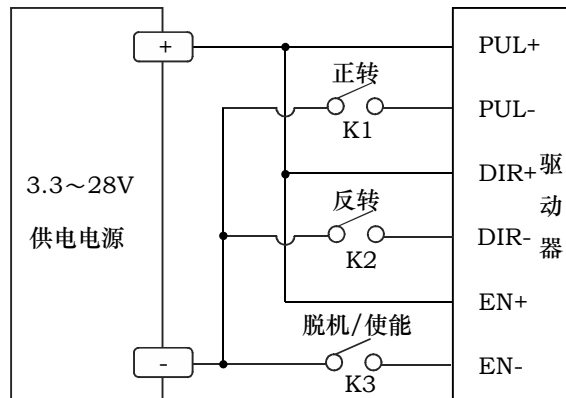 +
PUL+
正转
PUL-
K1
3.3～28V
供电电源
DIR+
驱动器
反转
DIR-
K2
EN+
脱机/使能
-
EN-
K3